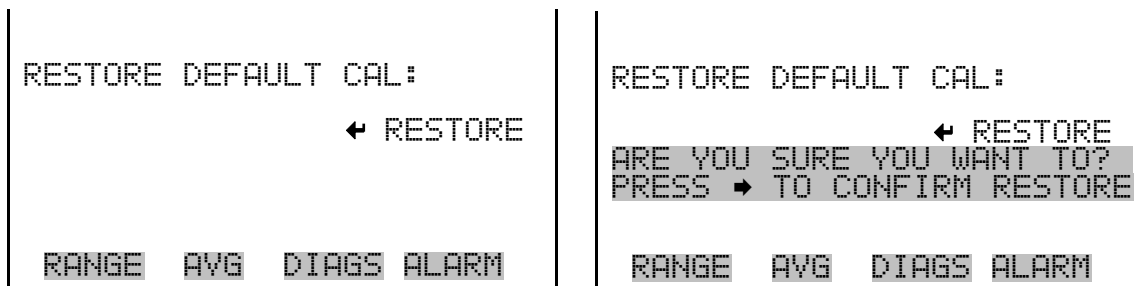 RESTORE DEFAULT CAL:
↵ RESTORE
RANGE AVG DIAGS ALARM
RESTORE DEFAULT CAL:
↵ RESTORE
ARE YOU SURE YOU WANT TO?
PRESS → TO CONFIRM RESTORE
RANGE AVG DIAGS ALARM